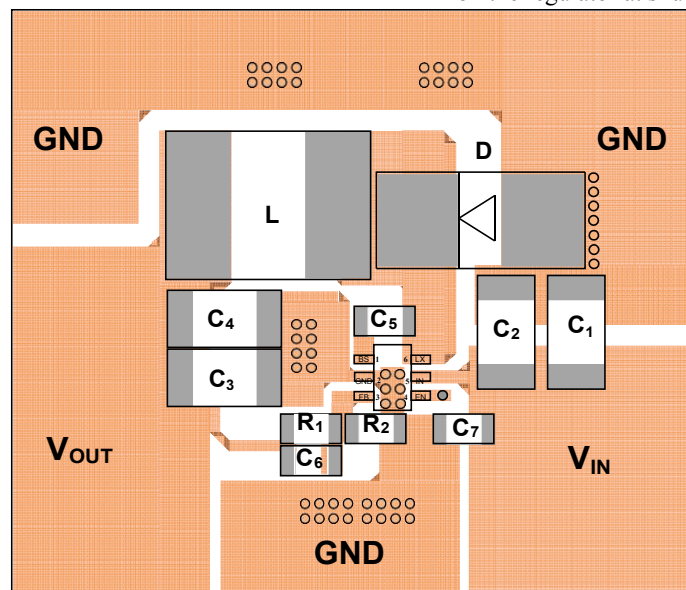 GND
D
GND
L
C4
C5
C2
C1
BS 1
6 LX
C3
GND 2
5 IN
FB 3
4 EN
R1
R2
C7
VOUT
C6
VIN
GND